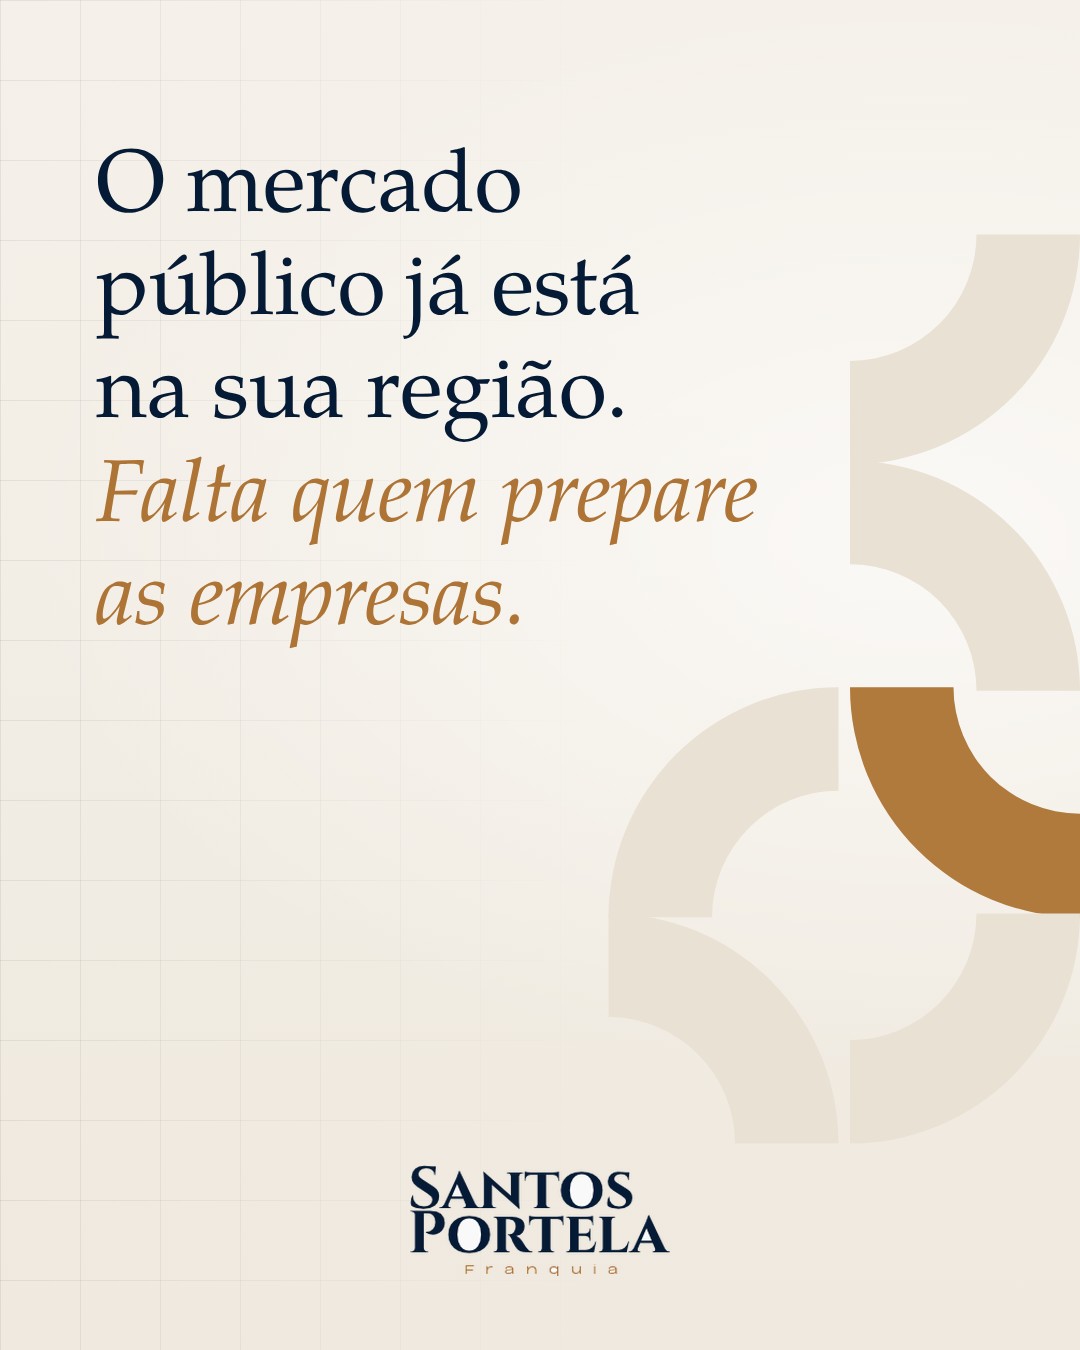 O mercado
público já está
na sua região.
Falta quem prepare
as empresas.
SANTOS
PORTELA
Franquia